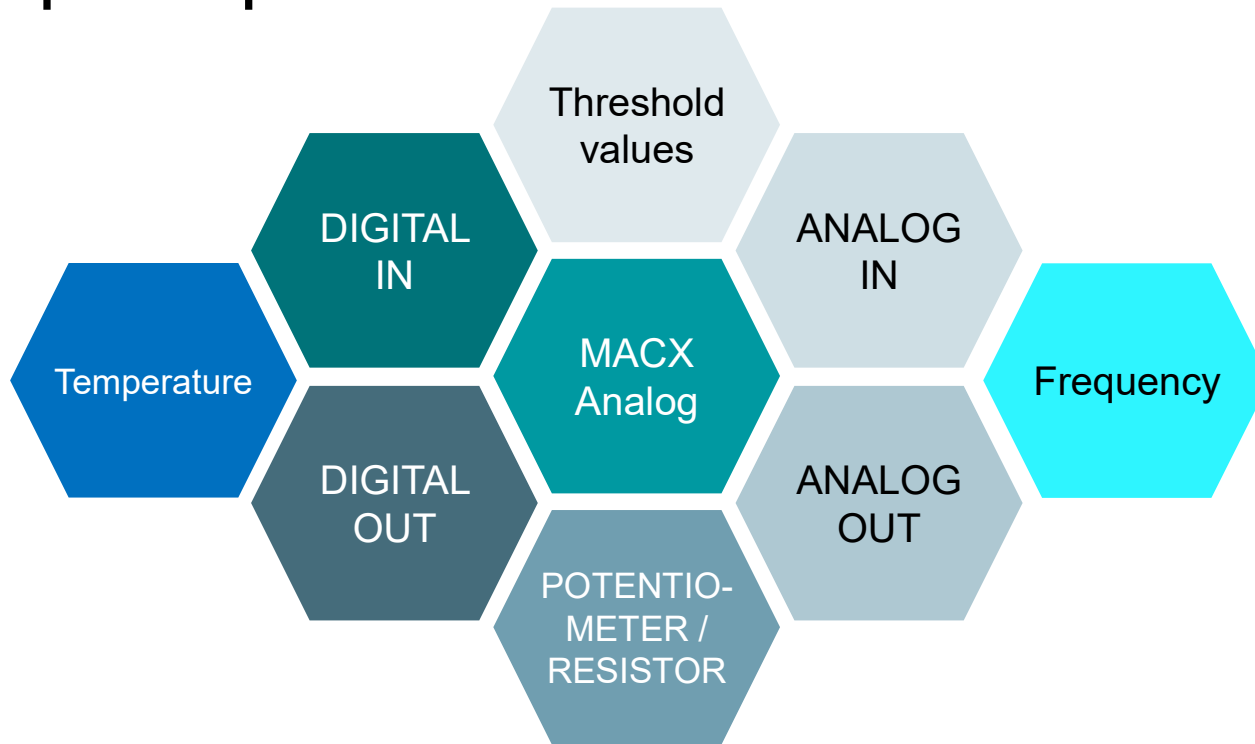 Threshold
values
DIGITAL
IN
ANALOG
IN
Temperature
MACX
Analog
Frequency
DIGITAL
OUT
ANALOG
OUT
POTENTIO-
METER /
RESISTOR